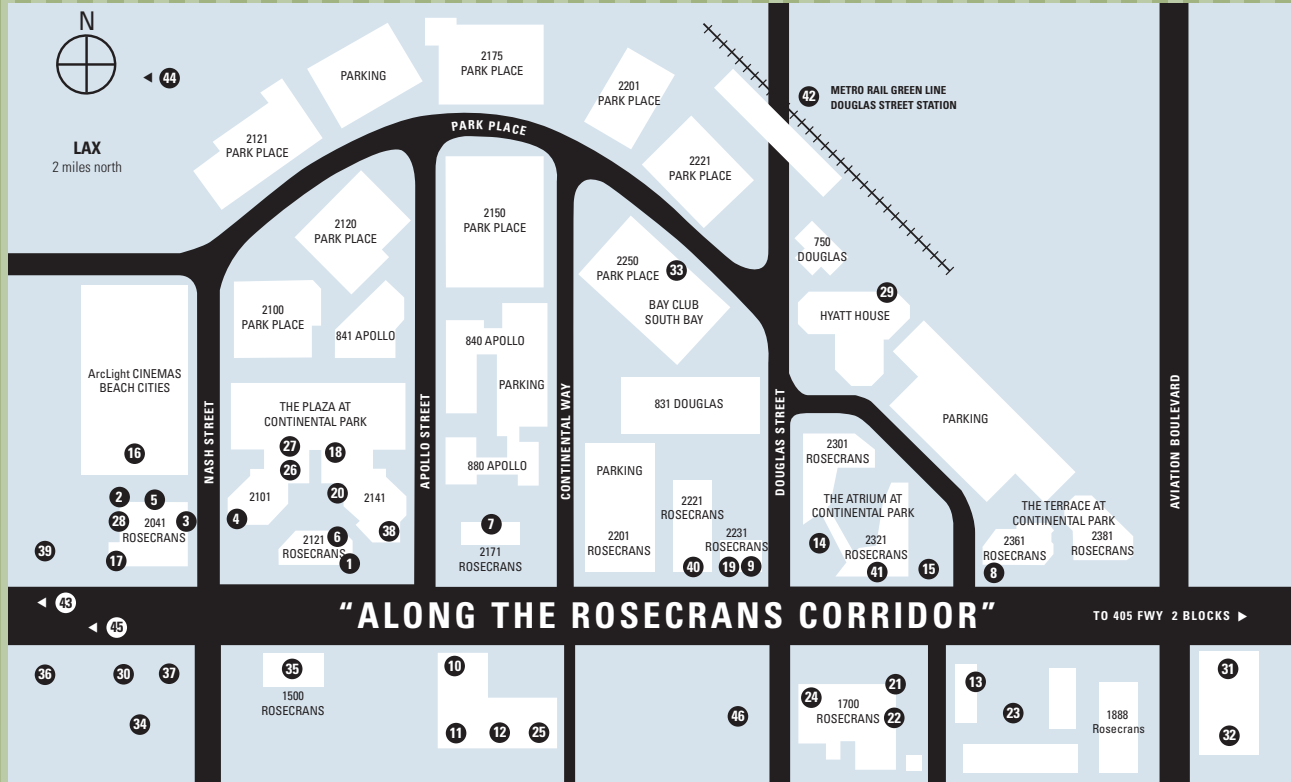 N
44
LAX
2 miles north
PARKING
2175
PARK PLACE
2201
PARK PLACE
42
METRO RAIL GREEN LINE
DOUGLAS STREET STATION
2121
PARK PLACE
PARK PLACE
2221
PARK PLACE
2120
PARK PLACE
2150
PARK PLACE
2250
PARK PLACE
33
BAY CLUB
SOUTH BAY
750
DOUGLAS
29
HYATT HOUSE
2100
PARK PLACE
841 APOLLO
840 APOLLO
PARKING
ArcLight CINEMAS
BEACH CITIES
16
NASH STREET
THE PLAZA AT
CONTINENTAL PARK
27
18
26
20
APOLLO STREET
880 APOLLO
CONTINENTAL WAY
831 DOUGLAS
DOUGLAS STREET
PARKING
AVIATION BOULEVARD
2
5
28
2041
ROSECRANS
3
17
39
2101
4
2141
38
6
2121
ROSECRANS
1
7
2171
ROSECRANS
PARKING
2201
ROSECRANS
2221
ROSECRANS
2231
ROSECRANS
40
19
9
2301
ROSECRANS
THE ATRIUM AT
CONTINENTAL PARK
14
2321
ROSECRANS
41
15
THE TERRACE AT
CONTINENTAL PARK
2361
ROSECRANS
2381
ROSECRANS
8
43
45
"ALONG THE ROSECRANS CORRIDOR"
TO 405 FWY 2 BLOCKS
36
30
37
34
35
1500
ROSECRANS
10
11
12
25
46
24
1700
ROSECRANS
21
22
13
23
1888
Rosecrans
31
32